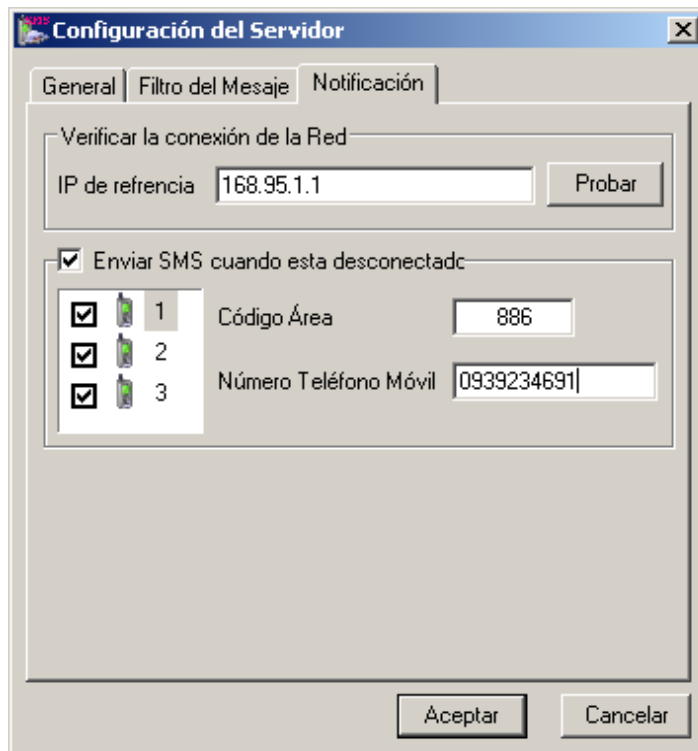 SMS
Configuración del Servidor
General
Filtro del Mesaje
Notificación
Verificar la conexión de la Red
IP de refrencia
168.95.1.1
Probar
Enviar SMS cuando esta desconectado
1
2
3
Código Área
886
Número Teléfono Móvil
0939234691
Aceptar
Cancelar